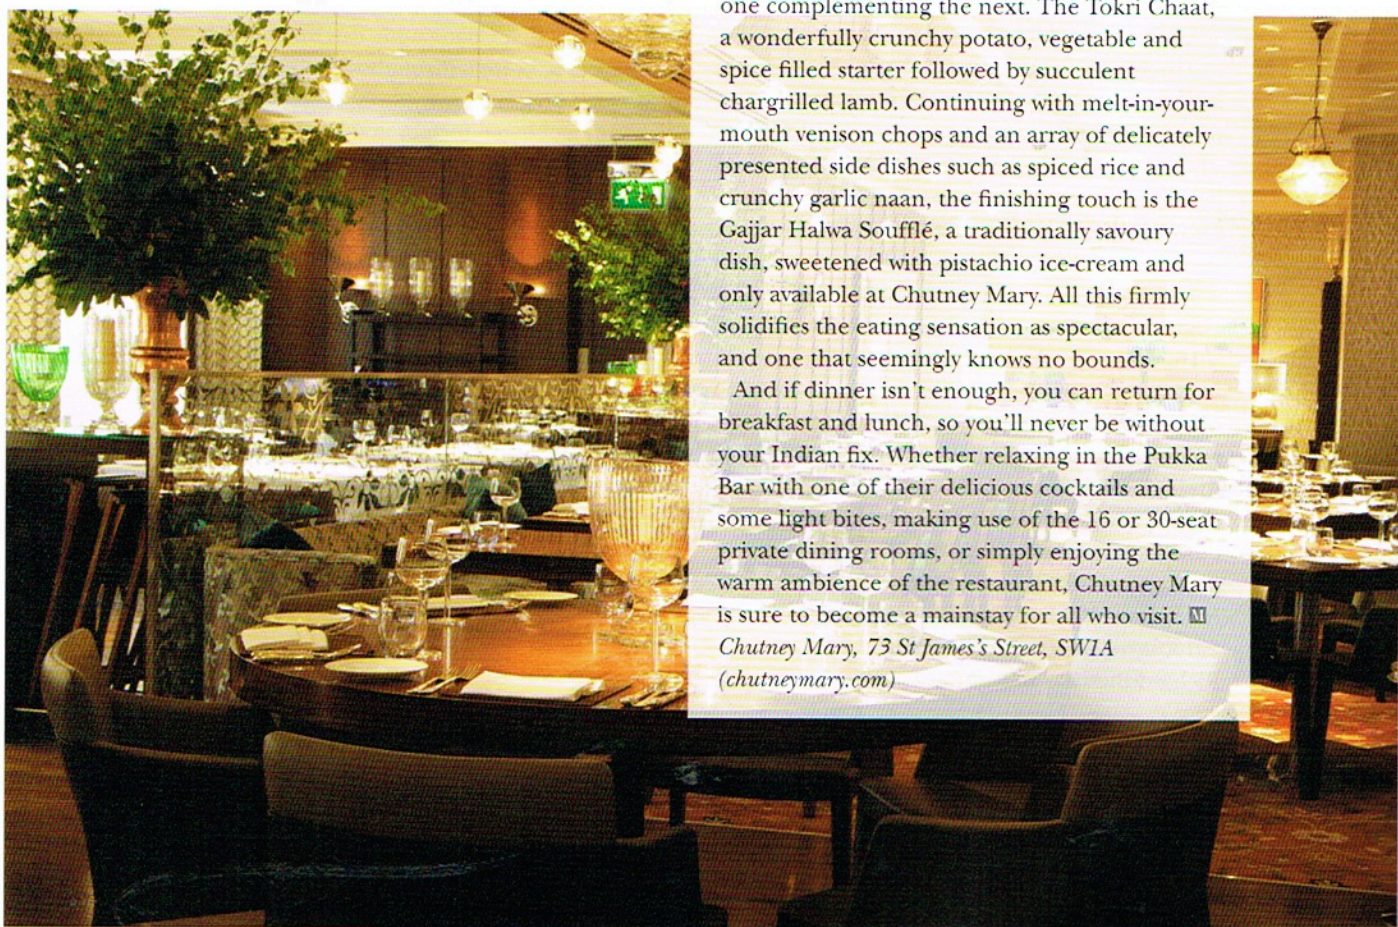 one complementing the next. The Tokri Chaat,
a wonderfully crunchy potato, vegetable and
spice filled starter followed by succulent
chargrilled lamb. Continuing with melt-in-your-
mouth venison chops and an array of delicately
presented side dishes such as spiced rice and
crunchy garlic naan, the finishing touch is the
Gajjar Halwa Soufflé, a traditionally savoury
dish, sweetened with pistachio ice-cream and
only available at Chutney Mary. All this firmly
solidifies the eating sensation as spectacular,
and one that seemingly knows no bounds.
And if dinner isn't enough, you can return for
breakfast and lunch, so you'll never be without
your Indian fix. Whether relaxing in the Pukka
Bar with one of their delicious cocktails and
some light bites, making use of the 16 or 30-seat
private dining rooms, or simply enjoying the
warm ambience of the restaurant, Chutney Mary
is sure to become a mainstay for all who visit. M
Chutney Mary, 73 St James's Street, SW1A
(chutneymary.com)